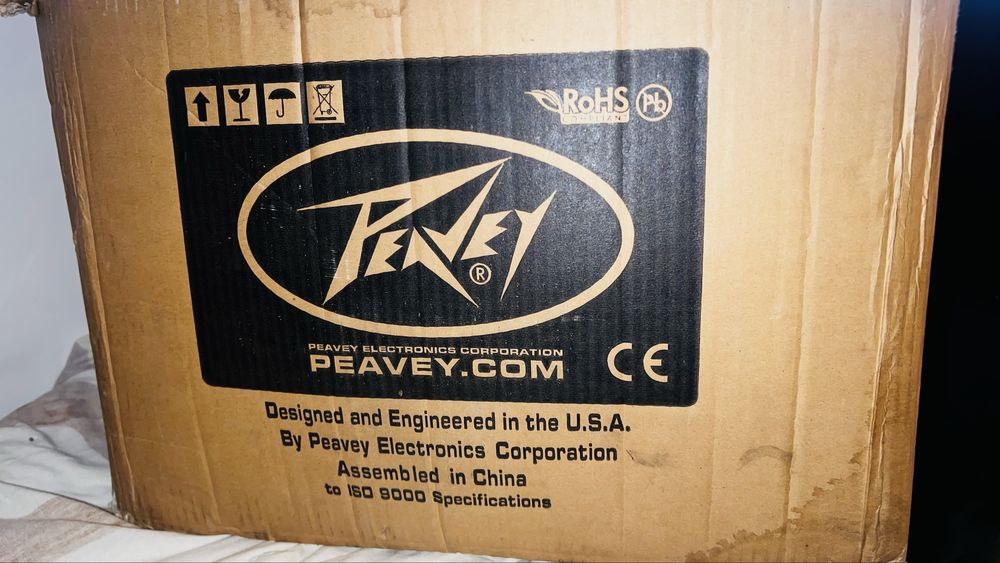 RoHS
COMPLIANT
Pb
PEAVEY
®
PEAVEY ELECTRONICS CORPORATION
PEAVEY.COM
CE
Designed and Engineered in the U.S.A.
By Peavey Electronics Corporation
Assembled in China
to ISO 9000 Specifications